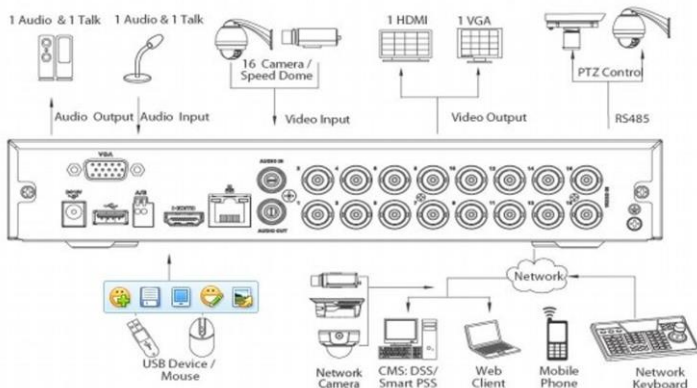 1 Audio & 1 Talk
1 Audio & 1 Talk
1 HDMI
1 VGA
16 Camera /
Speed Dome
PTZ Control
Audio Output
Audio Input
Video Input
Video Output
RS485
VGA
AUDIO IN
A/B
HDMI
AUDIO OUT
Network
USB Device /
Mouse
Network
Camera
CMS: DSS/
Smart PSS
Web
Client
Mobile
Phone
Network
Keyboard